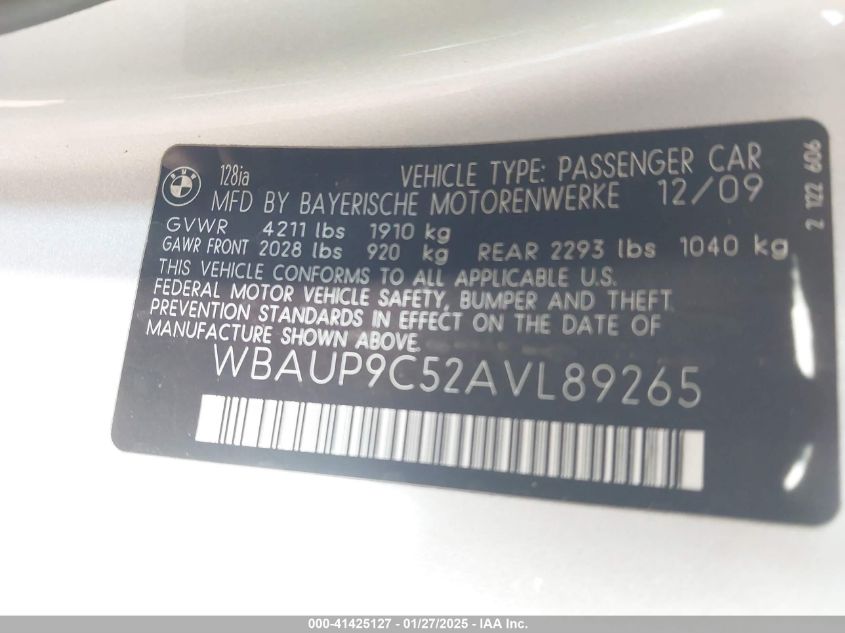 BMW
128ia
VEHICLE TYPE: PASSENGER CAR
MFD BY BAYERISCHE MOTORENWERKE 12/09
GVWR 4211 lbs 1910 kg
GAWR FRONT 2028 lbs 920 kg REAR 2293 lbs 1040 kg
THIS VEHICLE CONFORMS TO ALL APPLICABLE U.S.
FEDERAL MOTOR VEHICLE SAFETY, BUMPER AND THEFT
PREVENTION STANDARDS IN EFFECT ON THE DATE OF
MANUFACTURE SHOWN ABOVE.
WBAUP9C52AVL89265
2 122 606
000-41425127 - 01/27/2025 - IAA Inc.